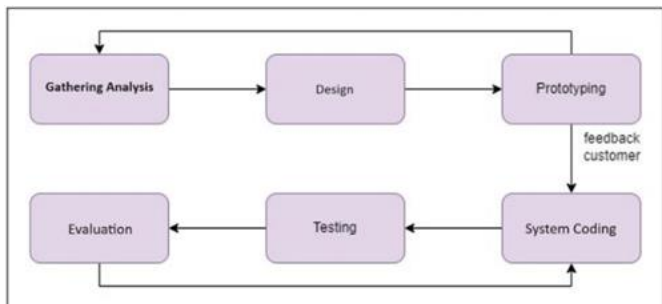 Gathering Analysis
Design
Prototyping
feedback
customer
Evaluation
Testing
System Coding